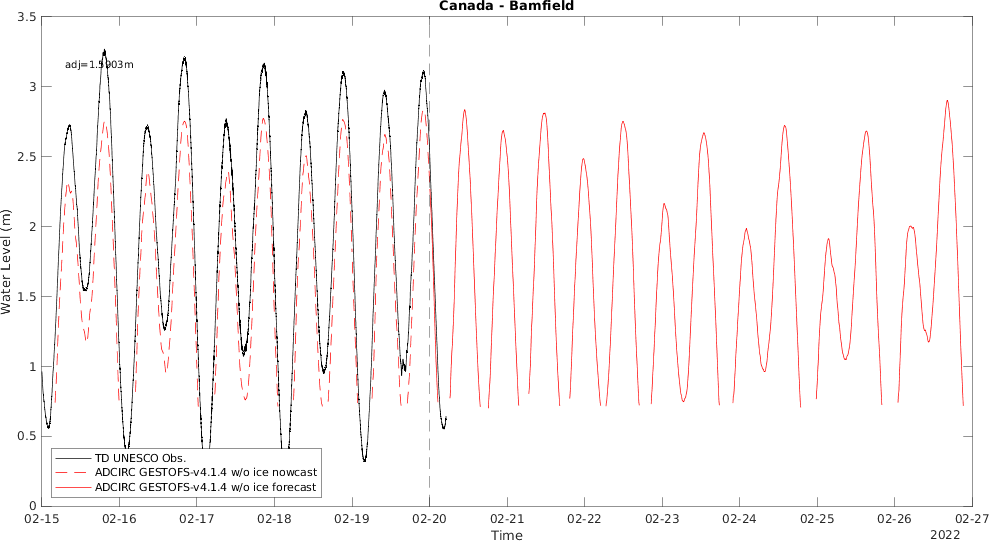 Canada - Bamfield
adj=1.5903m
Water Level (m)
3.5
3
2.5
2
1.5
1
0.5
0
TD UNESCO Obs.
ADCIRC GESTOFS-v4.1.4 w/o ice nowcast
ADCIRC GESTOFS-v4.1.4 w/o ice forecast
02-15 02-16 02-17 02-18 02-19 02-20 02-21 02-22 02-23 02-24 02-25 02-26 02-27
Time
2022